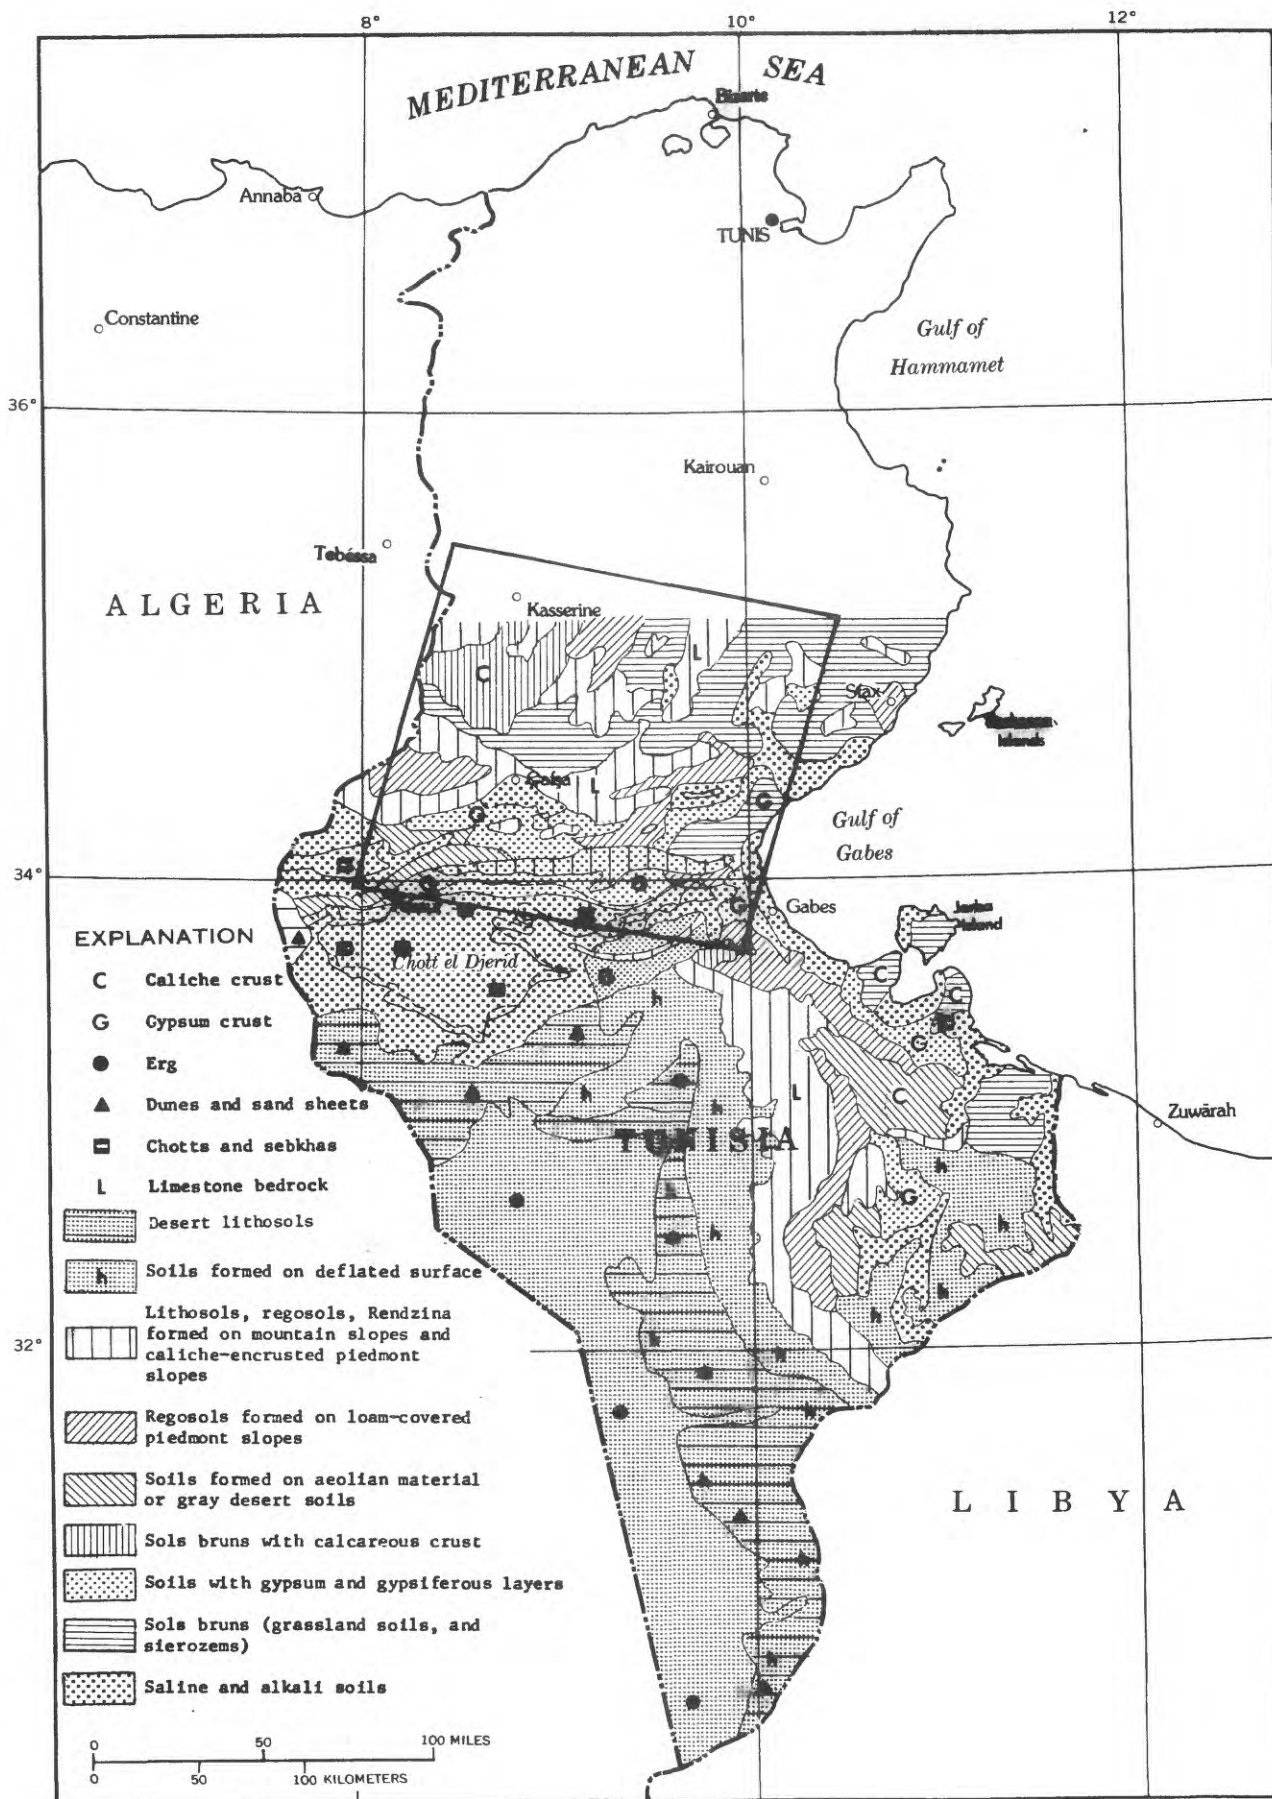 8°
10°
12°
MEDITERRANEAN SEA
Bizerte
Annaba
TUNIS
Constantine
Gulf of
Hammamet
36°
Kairouan
Tebéssa
ALGERIA
Kasserine
C
L
Sfax
Islands
Gafsa
L
G
G
Gulf of
Gabes
34°
G
G
G
Gabes
Jerba
Island
EXPLANATION
Chott el Djerid
C Caliche crust
G Gypsum crust
Erg
Dunes and sand sheets
Chotts and sebkhas
L Limestone bedrock
Desert lithosols
h Soils formed on deflated surface
Lithosols, regosols, Rendzina
formed on mountain slopes and
caliche-encrusted piedmont
slopes
Regosols formed on loam-covered
piedmont slopes
Soils formed on aeolian material
or gray desert soils
Sols bruns with calcareous crust
Soils with gypsum and gypsiferous layers
Sols bruns (grassland soils, and
sierozems)
Saline and alkali soils
h
C
C
G
h
h
L
C
Zuwārah
TUNISIA
h
h
G
h
h
h
h
h
h
32°
h
h
h
LIBYA
0 50 100 MILES
0 50 100 KILOMETERS